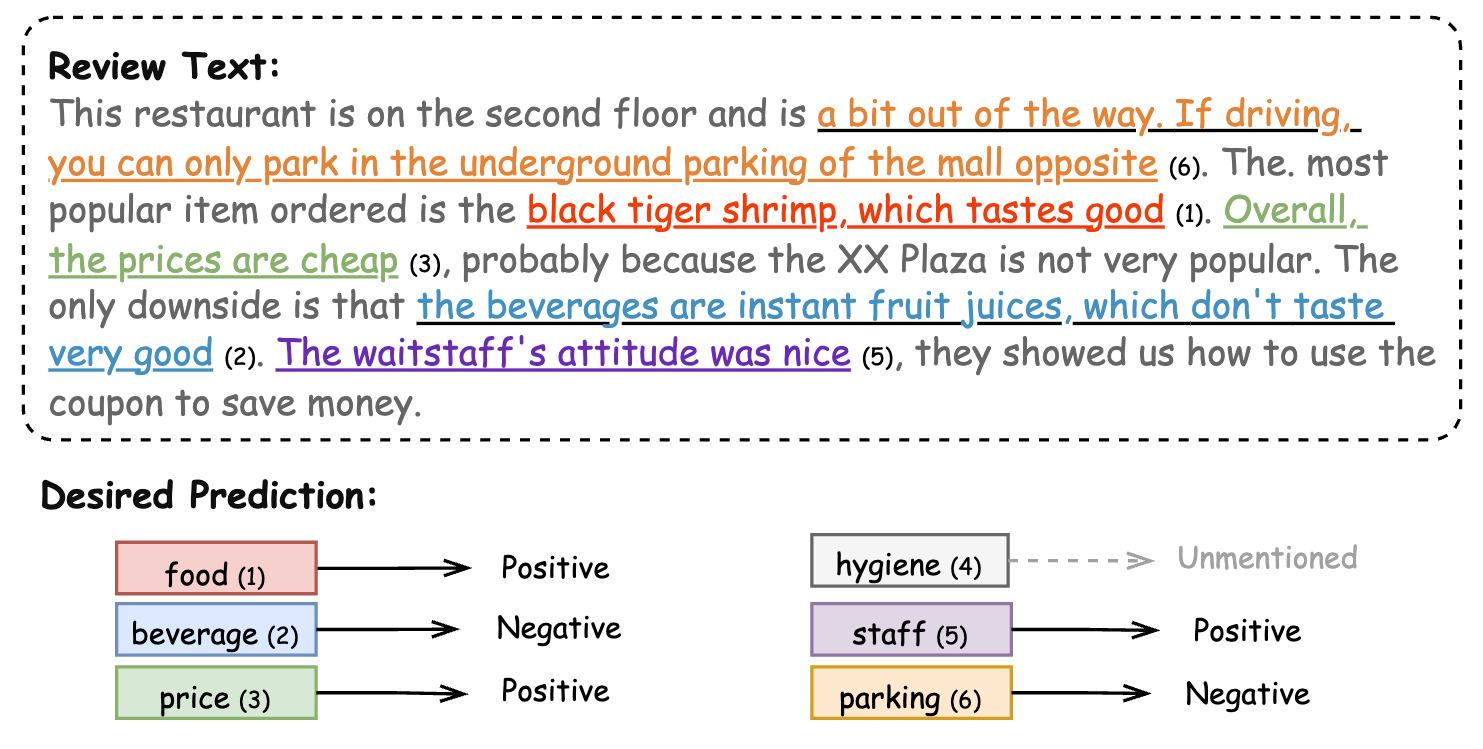 Review Text:
This restaurant is on the second floor and is a bit out of the way. If driving,
you can only park in the underground parking of the mall opposite (6). The. most
popular item ordered is the black tiger shrimp, which tastes good (1). Overall,
the prices are cheap (3), probably because the XX Plaza is not very popular. The
only downside is that the beverages are instant fruit juices, which don't taste
very good (2). The waitstaff's attitude was nice (5), they showed us how to use the
coupon to save money.
Desired Prediction:
food (1) Positive
beverage (2) Negative
price (3) Positive
hygiene (4) Unmentioned
staff (5) Positive
parking (6) Negative